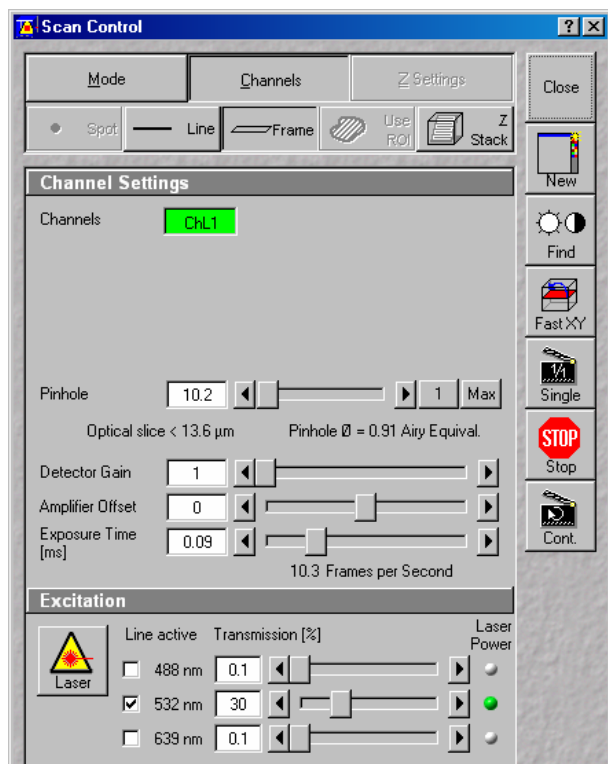 Scan Control
Mode
Channels
Z Settings
Close
Spot
Line
Frame
Use ROI
Z Stack
New
Channel Settings
Channels
ChL1
Find
Fast XY
Pinhole 10.2 1 Max
Single
1/1
Optical slice < 13.6 µm Pinhole Ø = 0.91 Airy Equival.
STOP
Stop
Detector Gain 1
Amplifier Offset 0
Exposure Time [ms] 0.09
Cont.
10.3 Frames per Second
Excitation
Line active Transmission [%] Laser Power
Laser
488 nm 0.1
532 nm 30
639 nm 0.1